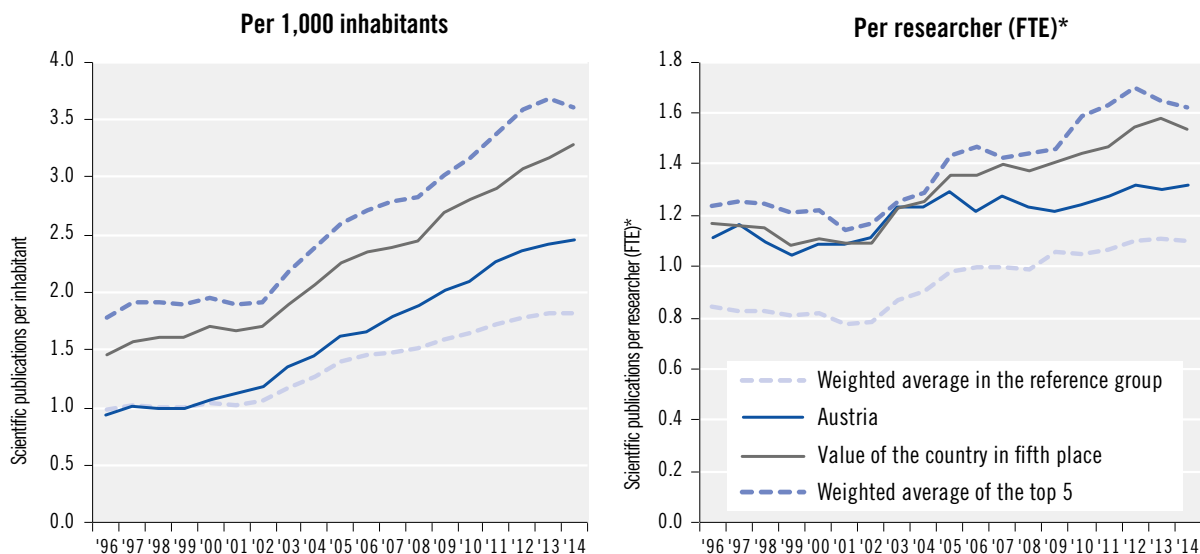 Per 1,000 inhabitants
Scientific publications per inhabitant
4.0
3.5
3.0
2.5
2.0
1.5
1.0
0.5
0.0
'96 '97 '98 '99 '00 '01 '02 '03 '04 '05 '06 '07 '08 '09 '10 '11 '12 '13 '14
Per researcher (FTE)*
Scientific publications per researcher (FTE)*
1.8
1.6
1.4
1.2
1.0
0.8
0.6
0.4
0.2
0.0
Weighted average in the reference group
Austria
Value of the country in fifth place
Weighted average of the top 5
'96 '97 '98 '99 '00 '01 '02 '03 '04 '05 '06 '07 '08 '09 '10 '11 '12 '13 '14